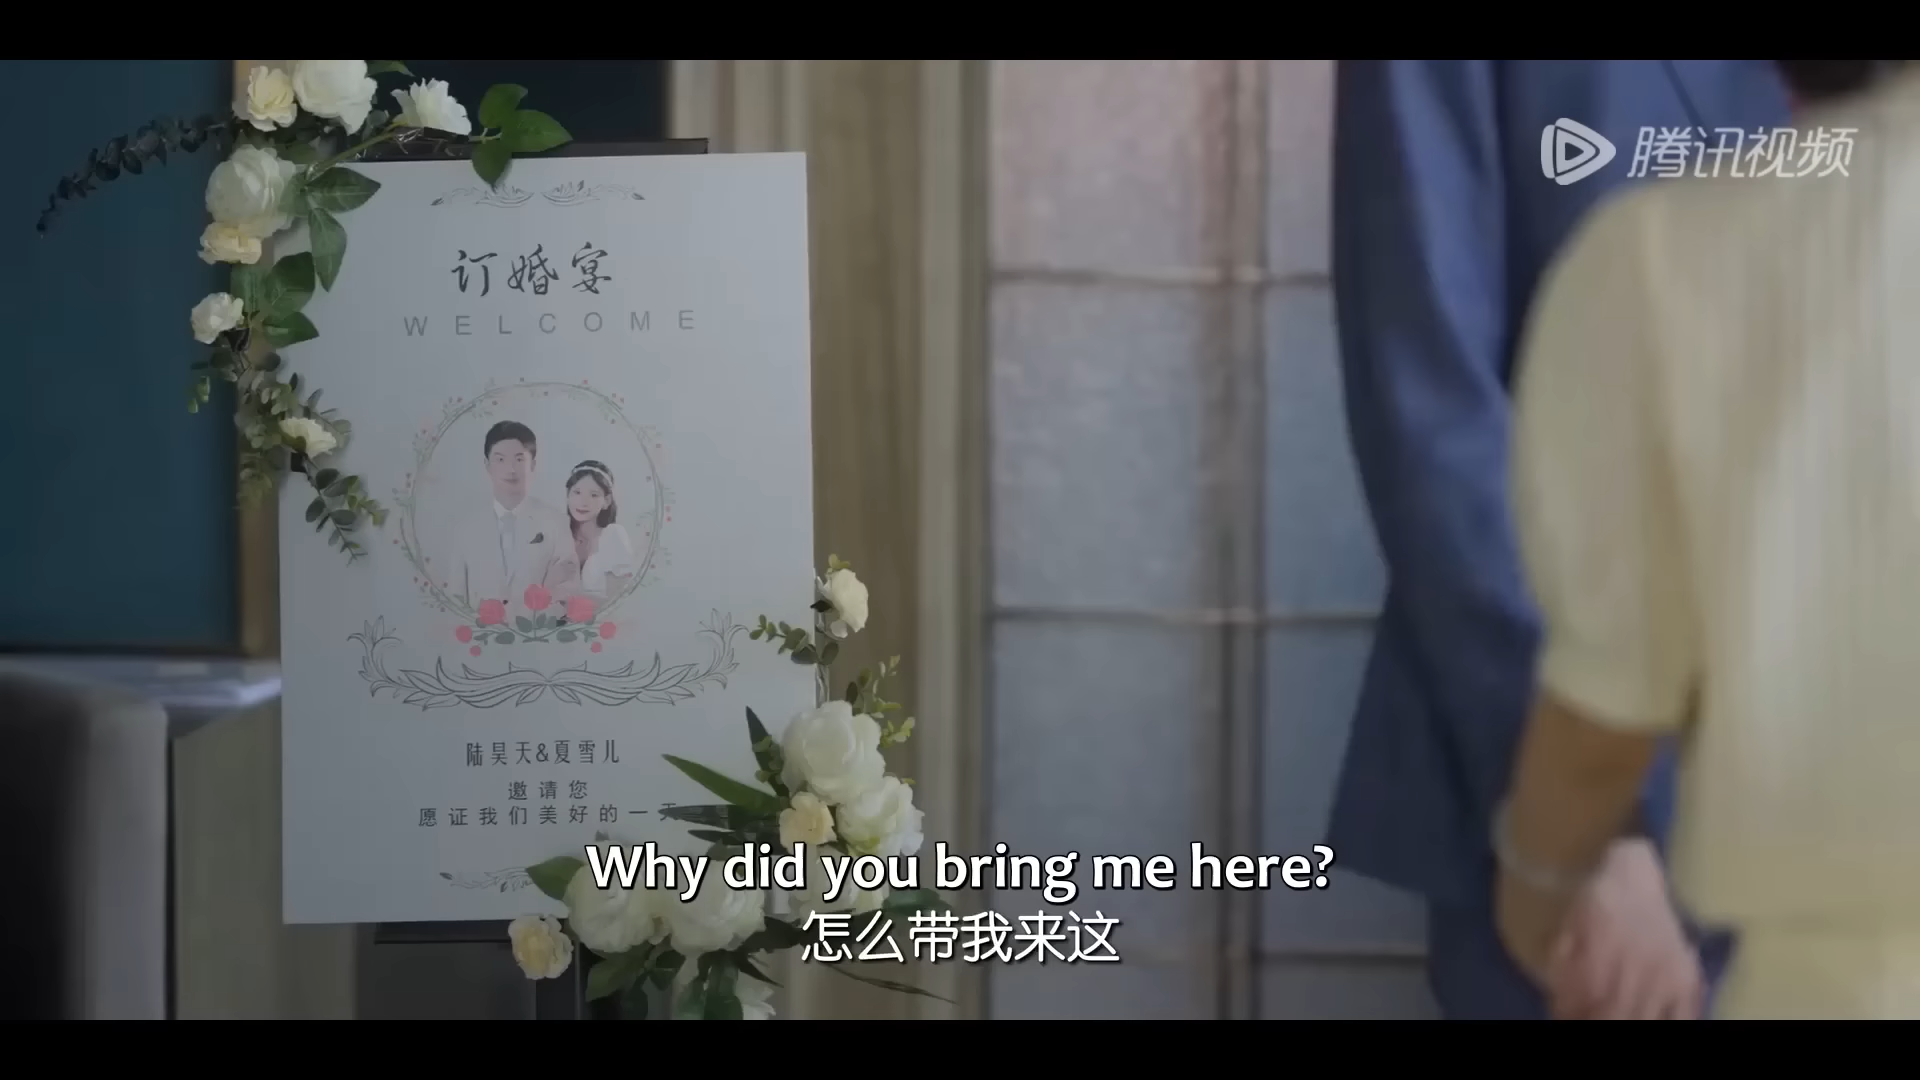 腾讯视频
订婚宴
WELCOME
陆昊天&夏雪儿
邀请您
愿证我们美好的一天
Why did you bring me here?
怎么带我来这